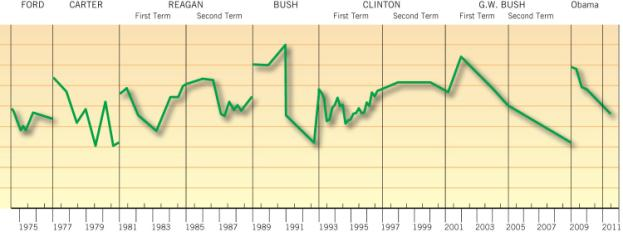 FORD CARTER REAGAN BUSH CLINTON G.W. BUSH Obama
First Term Second Term First Term Second Term First Term Second Term
1975 1977 1979 1981 1983 1985 1987 1989 1991 1993 1995 1997 1999 2001 2003 2005 2007 2009 2011